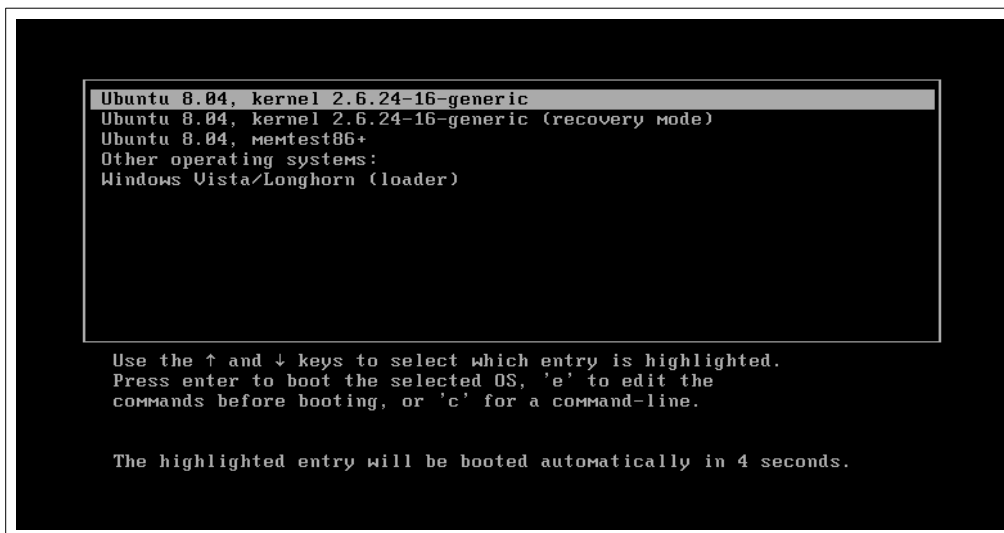 Ubuntu 8.04, kernel 2.6.24-16-generic
Ubuntu 8.04, kernel 2.6.24-16-generic (recovery mode)
Ubuntu 8.04, memtest86+
Other operating systems:
Windows Vista/Longhorn (loader)
Use the ↑ and ↓ keys to select which entry is highlighted.
Press enter to boot the selected OS, 'e' to edit the
commands before booting, or 'c' for a command-line.
The highlighted entry will be booted automatically in 4 seconds.